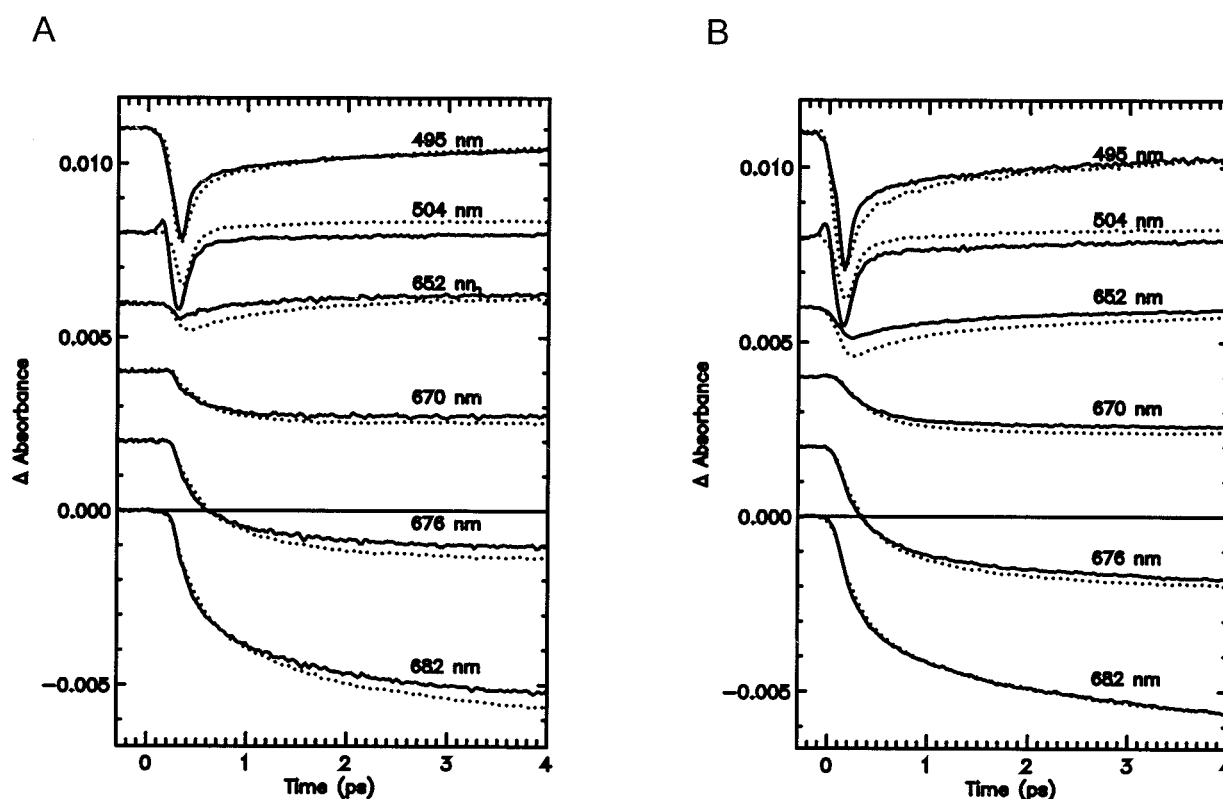 A
0.010
0.005
0.000
−0.005
Δ Absorbance
495 nm
504 nm
652 nn
670 nm
676 nm
682 nm
0 1 2 3 4
Time (ps)
B
0.010
0.005
0.000
−0.005
Δ Absorbance
495 nm
504 nm
652 nm
670 nm
676 nm
682 nm
0 1 2 3 4
Time (ps)